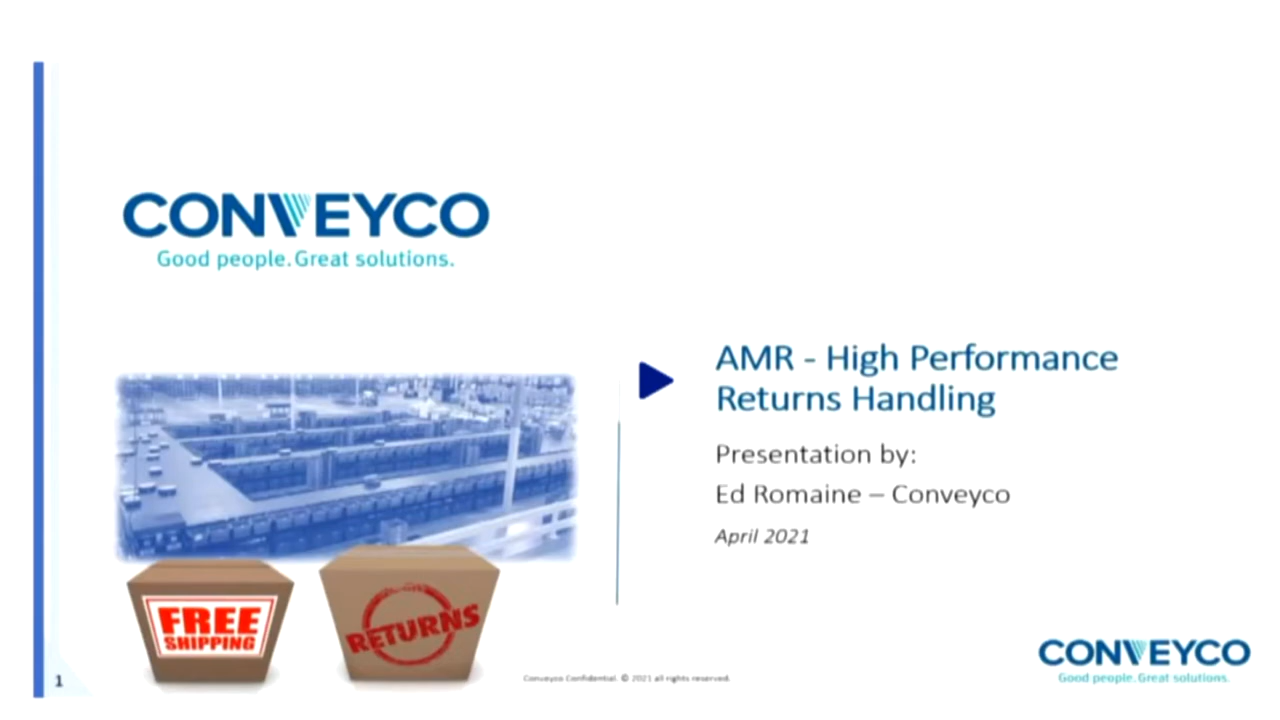 CONVEYCO
Good people. Great solutions.
AMR - High Performance
Returns Handling
Presentation by:
Ed Romaine – Conveyco
April 2021
FREE
SHIPPING
RETURNS
1
Conveyco Confidential. © 2021 all rights reserved.
CONVEYCO
Good people. Great solutions.